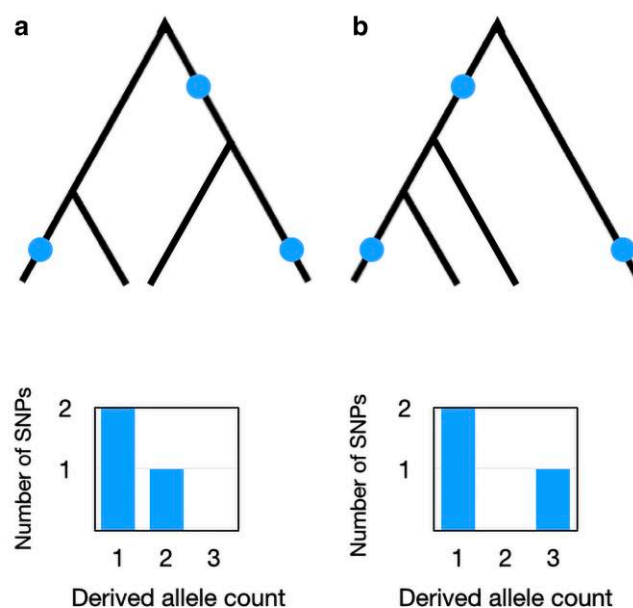 a
b
Number of SNPs
2
1
1 2 3
Derived allele count
Number of SNPs
2
1
1 2 3
Derived allele count